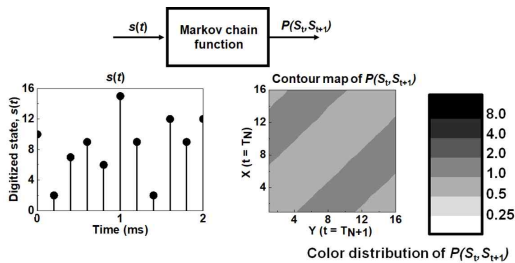 s(t)
Markov chain
function
P(Sₜ,Sₜ₊₁)
s(t)
Digitized state, s(t)
16
12
8
4
0
0
1
2
Time (ms)
Contour map of P(Sₜ,Sₜ₊₁)
X (t = T_N)
16
12
8
4
4
8
12
16
Y (t = T_N+1)
8.0
4.0
2.0
1.0
0.5
0.25
Color distribution of P(Sₜ,Sₜ₊₁)